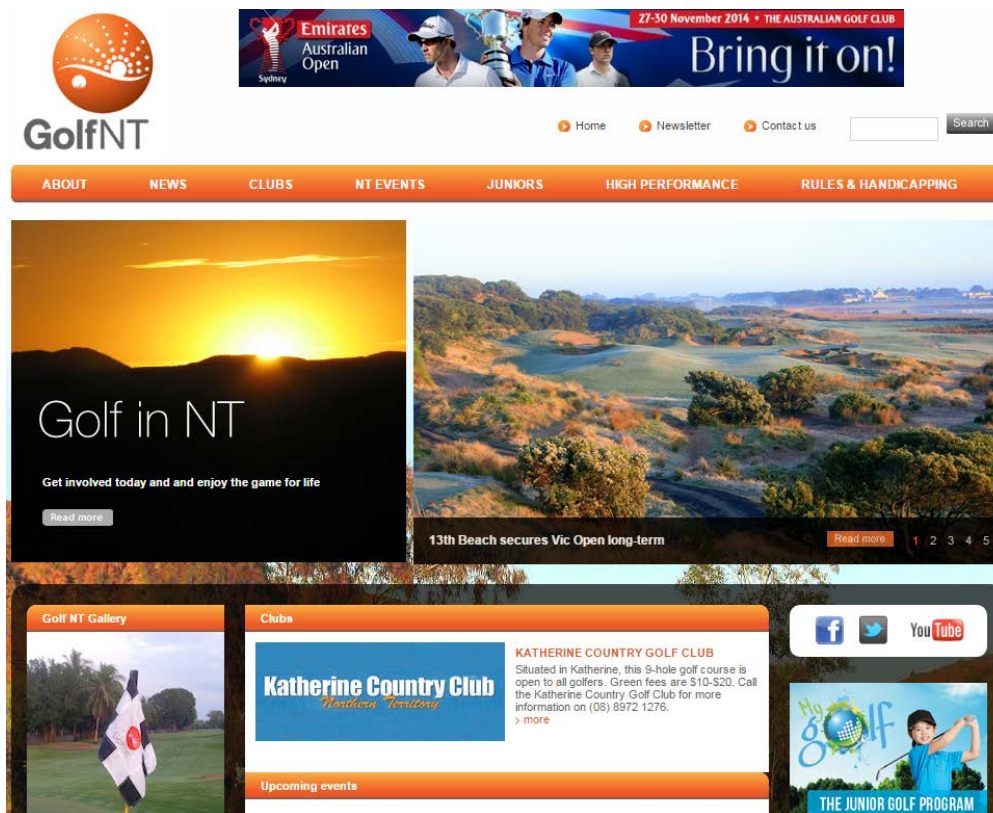 Emirates
Australian
Open
Sydney
27-30 November 2014 • THE AUSTRALIAN GOLF CLUB
Bring it on!
GolfNT
Home
Newsletter
Contact us
Search
ABOUT
NEWS
CLUBS
NT EVENTS
JUNIORS
HIGH PERFORMANCE
RULES & HANDICAPPING
Golf in NT
Get involved today and and enjoy the game for life
Read more
13th Beach secures Vic Open long-term
Read more
1 2 3 4 5
Golf NT Gallery
Clubs
Katherine Country Club
Northern Territory
KATHERINE COUNTRY GOLF CLUB
Situated in Katherine, this 9-hole golf course is
open to all golfers. Green fees are $10-$20. Call
the Katherine Country Golf Club for more
information on (08) 8972 1276.
› more
Upcoming events
f
YouTube
My
golf
THE JUNIOR GOLF PROGRAM